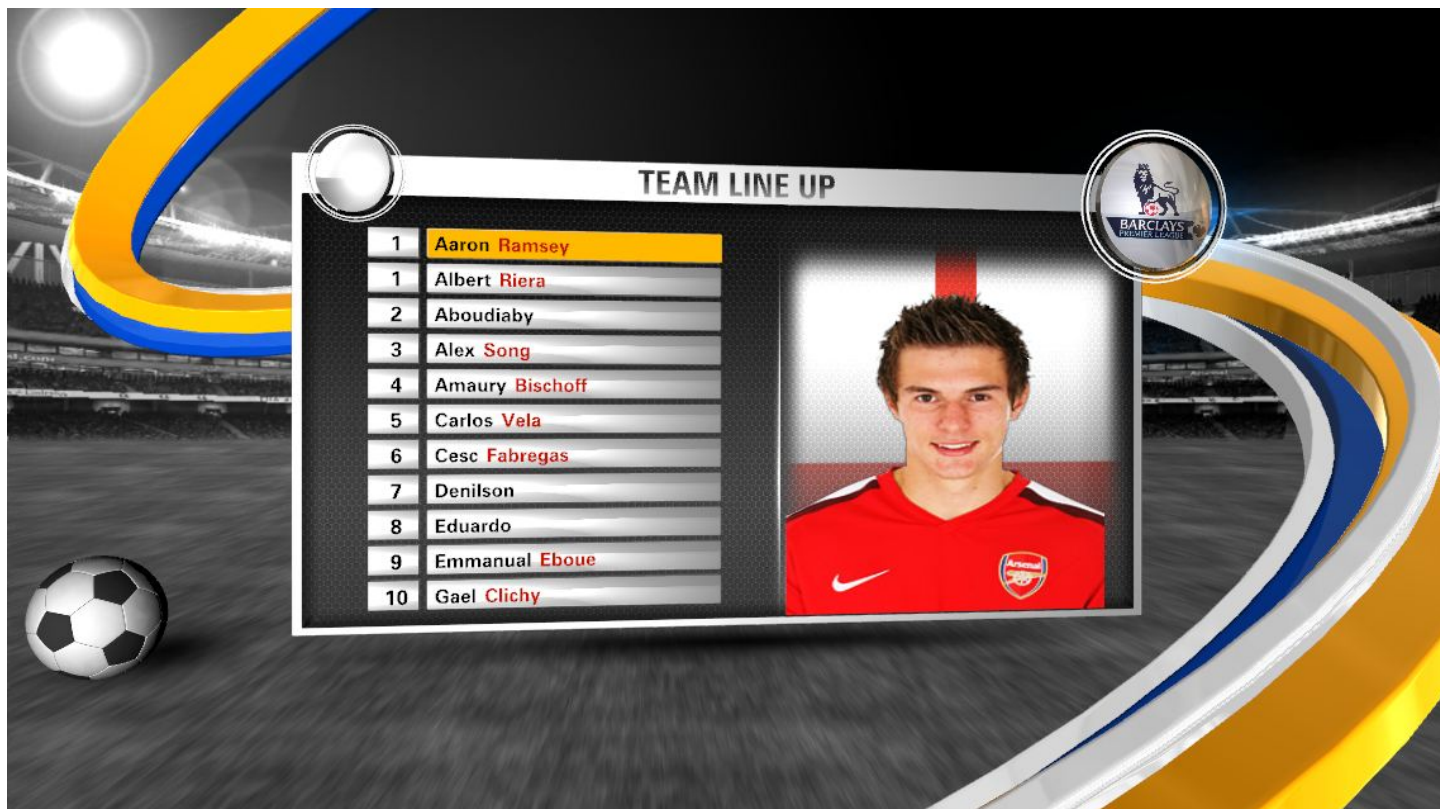 TEAM LINE UP
BARCLAYS
PREMIER LEAGUE
1 Aaron Ramsey
1 Albert Riera
2 Aboudiaby
3 Alex Song
4 Amaury Bischoff
5 Carlos Vela
6 Cesc Fabregas
7 Denilson
8 Eduardo
9 Emmanual Eboue
10 Gael Clichy
Arsenal